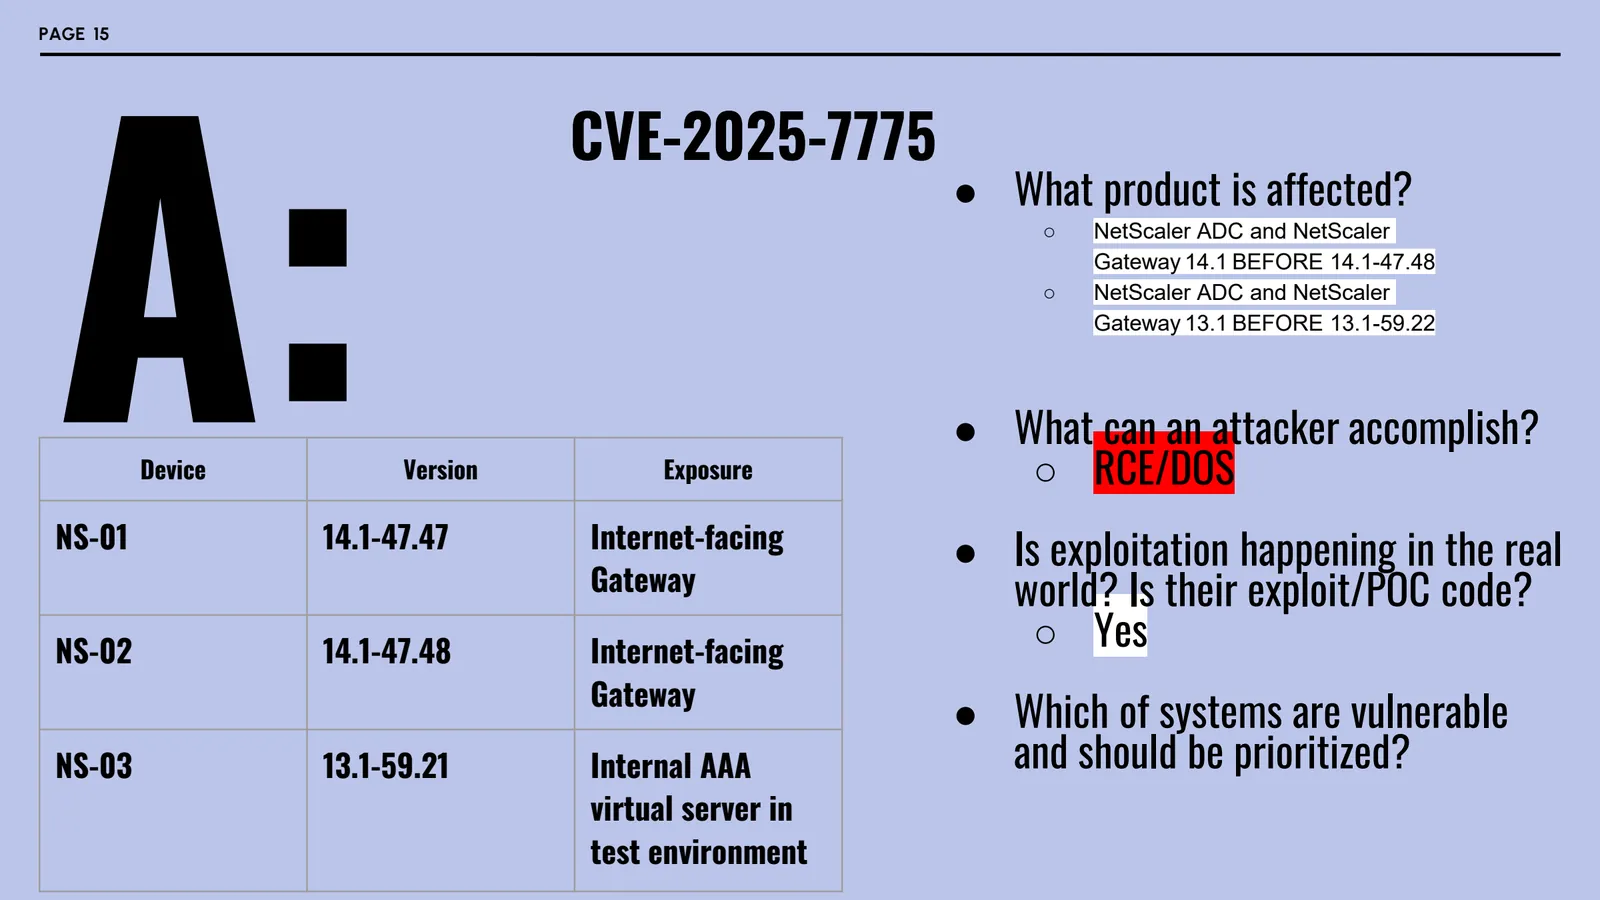 PAGE 15
A:
CVE-2025-7775
● What product is affected?
○ NetScaler ADC and NetScaler
Gateway 14.1 BEFORE 14.1-47.48
○ NetScaler ADC and NetScaler
Gateway 13.1 BEFORE 13.1-59.22
● What can an attacker accomplish?
○ RCE/DOS
● Is exploitation happening in the real
world? Is their exploit/POC code?
○ Yes
● Which of systems are vulnerable
and should be prioritized?
Device Version Exposure
NS-01 14.1-47.47 Internet-facing
Gateway
NS-02 14.1-47.48 Internet-facing
Gateway
NS-03 13.1-59.21 Internal AAA
virtual server in
test environment